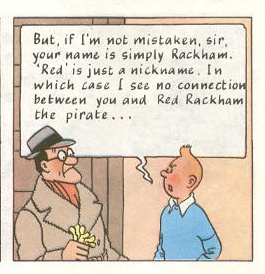 But, if I'm not mistaken, sir,
your name is simply Rackham.
'Red' is just a nickname. In
which case I see no connection
between you and Red Rackham
the pirate...